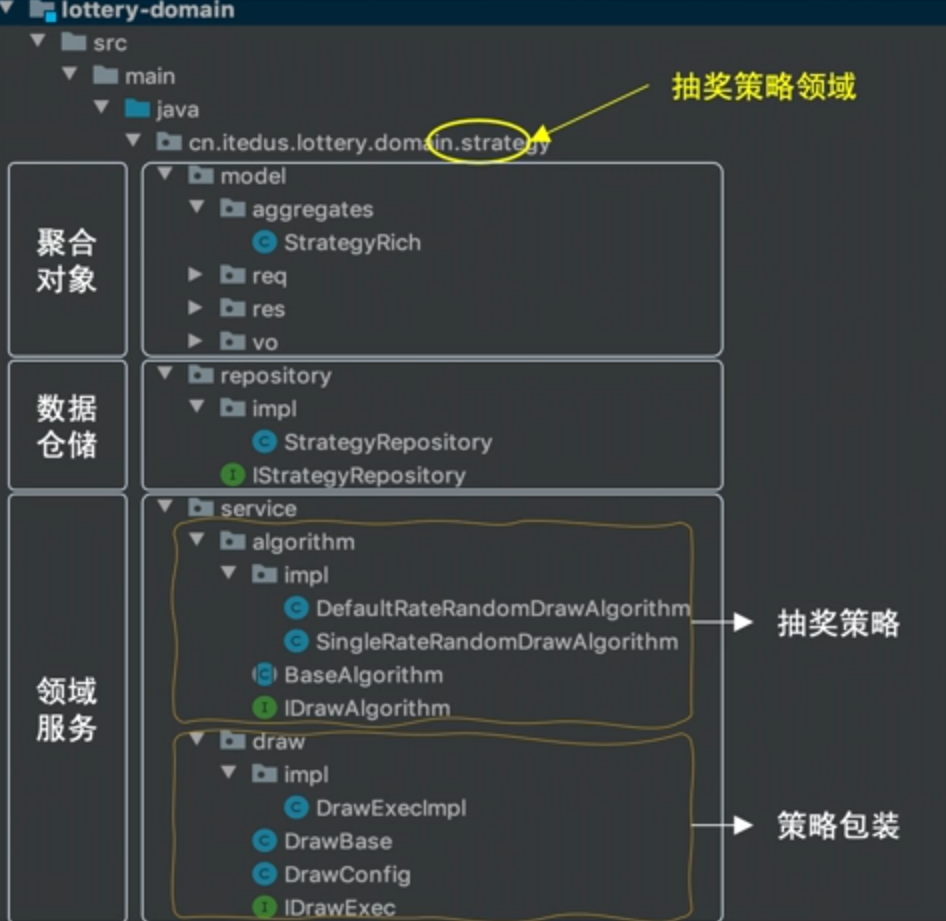 lottery-domain
src
main
java
抽奖策略领域
cn.itedus.lottery.domain.strategy
聚合
对象
model
aggregates
StrategyRich
req
res
vo
数据
仓储
repository
impl
StrategyRepository
IStrategyRepository
领域
服务
service
algorithm
impl
DefaultRateRandomDrawAlgorithm
SingleRateRandomDrawAlgorithm
BaseAlgorithm
IDrawAlgorithm
抽奖策略
draw
impl
DrawExecImpl
DrawBase
DrawConfig
IDrawExec
策略包装